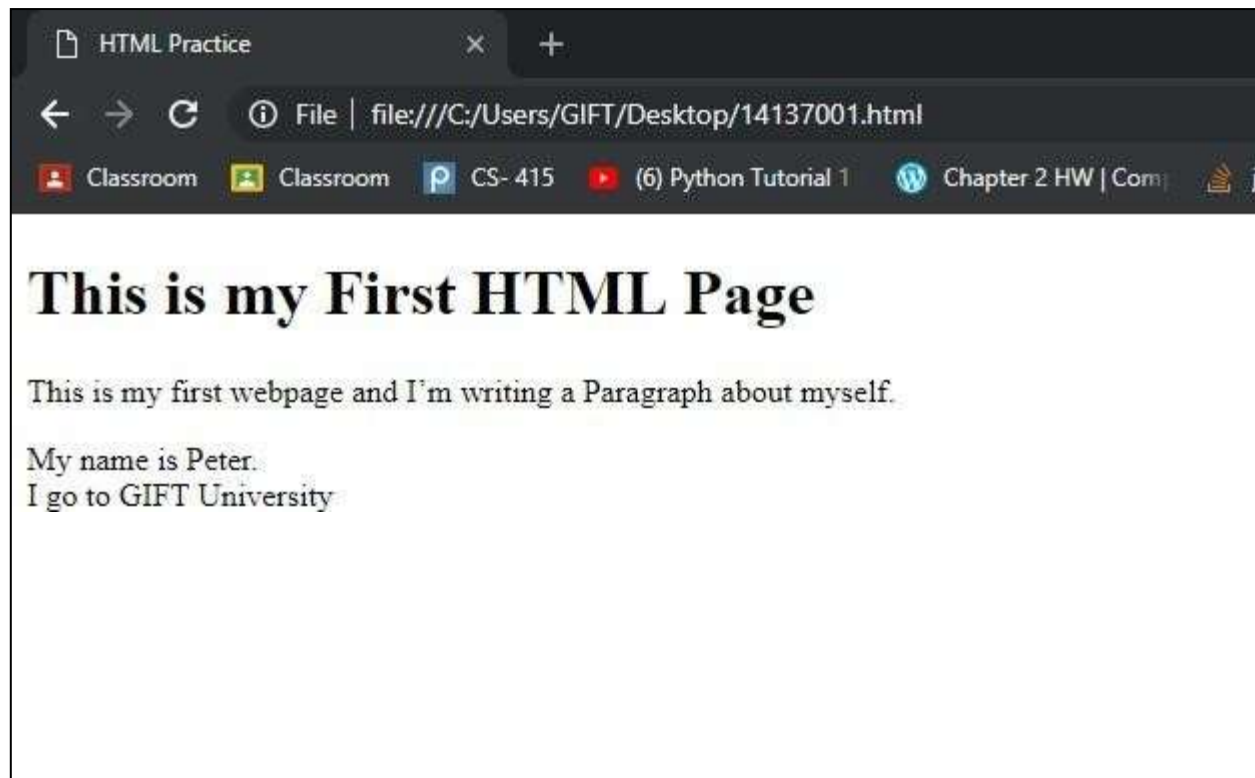 HTML Practice
File | file:///C:/Users/GIFT/Desktop/14137001.html
Classroom Classroom CS- 415 (6) Python Tutorial 1 Chapter 2 HW | Com
This is my First HTML Page
This is my first webpage and I’m writing a Paragraph about myself.
My name is Peter.
I go to GIFT University